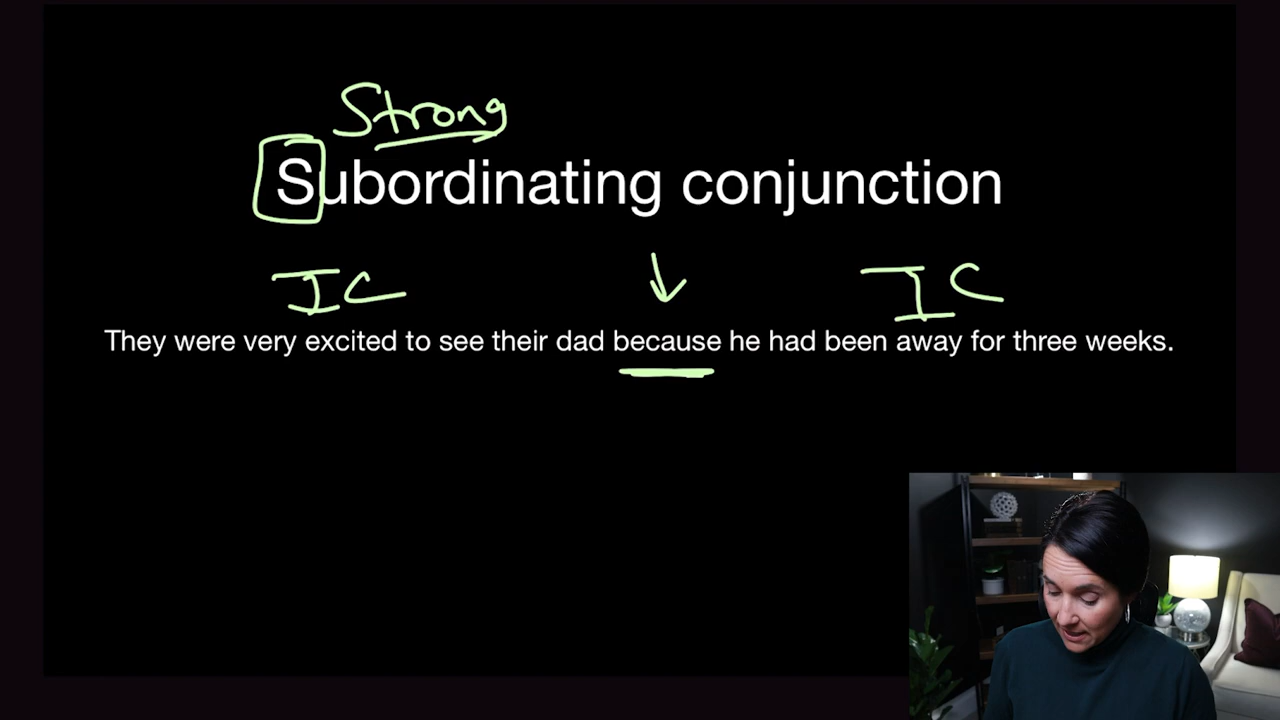 Strong
Subordinating conjunction
IC IC
They were very excited to see their dad because he had been away for three weeks.